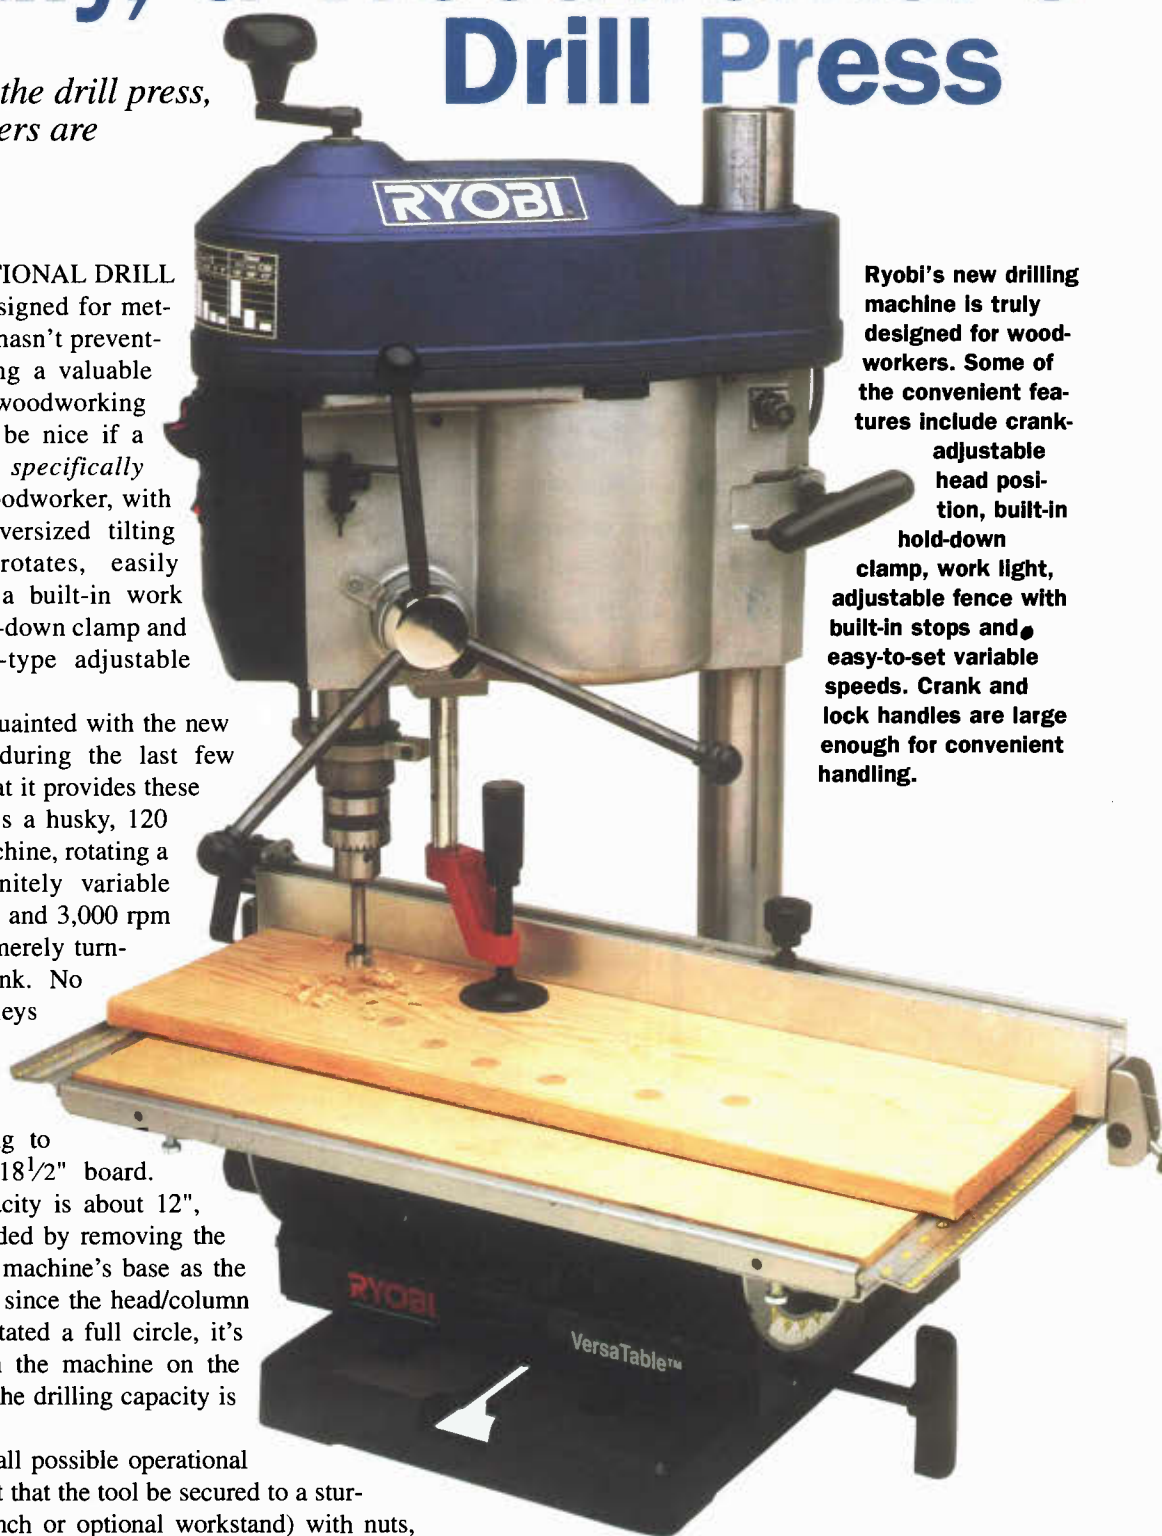 Drill Press
the drill press,
ers are
TIONAL DRILL
signed for met-
hasn't prevent-
ng a valuable
woodworking
be nice if a
specifically
odworker, with
versized tilting
rotates, easily
a built-in work
-down clamp and
-type adjustable
uainted with the new
during the last few
at it provides these
s a husky, 120
chine, rotating a
nitely variable
and 3,000 rpm
nerely turn-
nk. No
eys
g to
18½" board.
city is about 12",
ded by removing the
machine's base as the
since the head/column
tated a full circle, it's
n the machine on the
he drilling capacity is
all possible operational
t that the tool be secured to a stur-
nch or optional workstand) with nuts,
RYOBI
Ryobi's new drilling
machine is truly
designed for wood-
workers. Some of
the convenient fea-
tures include crank-
adjustable
head posi-
tion, built-in
hold-down
clamp, work light,
adjustable fence with
built-in stops and
easy-to-set variable
speeds. Crank and
lock handles are large
enough for convenient
handling.
RYOBI
VersaTable™